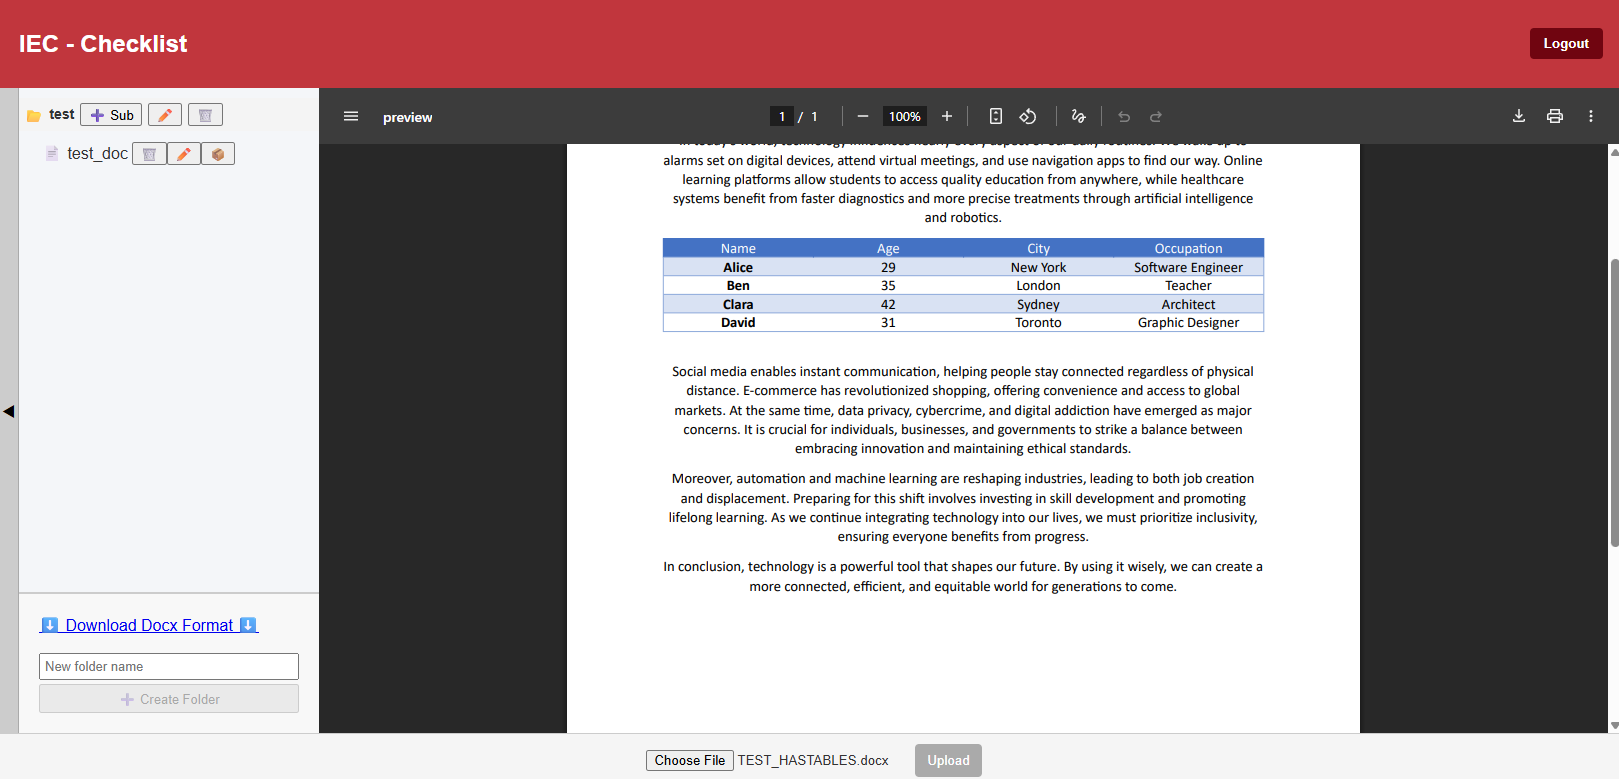 IEC - Checklist
Logout
test
Sub
test_doc
Download Docx Format
New folder name
Create Folder
preview
1 / 1
100%
alarms set on digital devices, attend virtual meetings, and use navigation apps to find our way. Online
learning platforms allow students to access quality education from anywhere, while healthcare
systems benefit from faster diagnostics and more precise treatments through artificial intelligence
and robotics.
Name Age City Occupation
Alice 29 New York Software Engineer
Ben 35 London Teacher
Clara 42 Sydney Architect
David 31 Toronto Graphic Designer
Social media enables instant communication, helping people stay connected regardless of physical
distance. E-commerce has revolutionized shopping, offering convenience and access to global
markets. At the same time, data privacy, cybercrime, and digital addiction have emerged as major
concerns. It is crucial for individuals, businesses, and governments to strike a balance between
embracing innovation and maintaining ethical standards.
Moreover, automation and machine learning are reshaping industries, leading to both job creation
and displacement. Preparing for this shift involves investing in skill development and promoting
lifelong learning. As we continue integrating technology into our lives, we must prioritize inclusivity,
ensuring everyone benefits from progress.
In conclusion, technology is a powerful tool that shapes our future. By using it wisely, we can create a
more connected, efficient, and equitable world for generations to come.
Choose File TEST_HASTABLES.docx
Upload